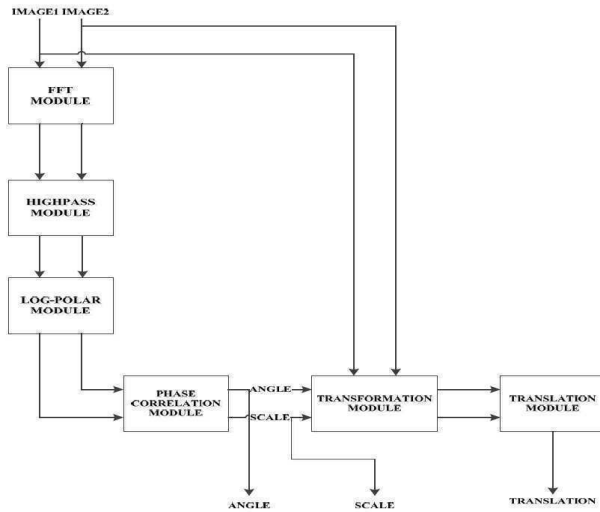 IMAGE1 IMAGE2
FFT
MODULE
HIGHPASS
MODULE
LOG-POLAR
MODULE
PHASE
CORRELATION
MODULE
ANGLE
SCALE
TRANSFORMATION
MODULE
TRANSLATION
MODULE
ANGLE
SCALE
TRANSLATION